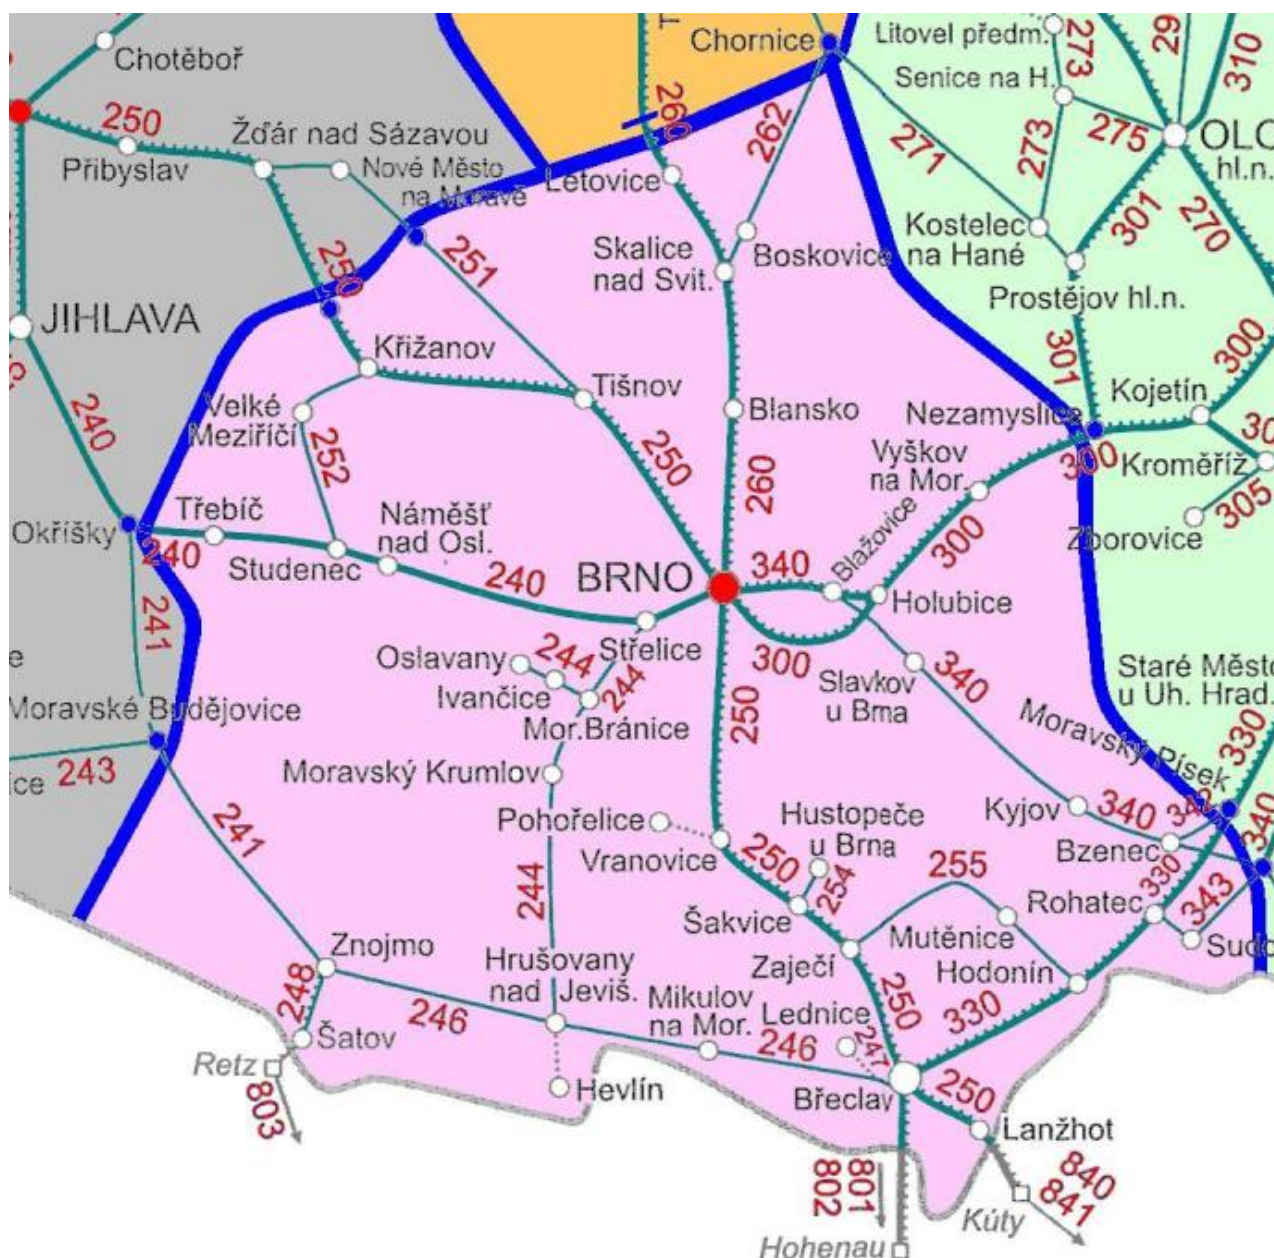 Chotěboř
250
Přibyslav
Žďár nad Sázavou
Nové Město
na Moravě
JIHLAVA
240
250
251
260
Letovice
Chornice
262
271
Litovel předm.
273
Senice na H.
273
275
29
310
OLO
hl.n.
301
270
Kostelec
na Hané
Prostějov hl.n.
301
Skalice
nad Svit.
Boskovice
Křižanov
Velké
Meziříčí
252
Tišnov
250
Blansko
260
Nezamyslice
Kojetín
300
300
30
Kroměříž
305
Zborovice
Vyškov
na Mor.
300
Okříšky
Třebíč
240
Studenec
Náměšť
nad Osl.
240
BRNO
340
Blažovice
Holubice
300
241
Střelice
Oslavany
244
Ivančice
244
Mor.Bránice
250
Slavkov
u Brna
340
Staré Město
u Uh. Hrad.
330
Moravský Písek
e
Moravské Budějovice
243
ice
241
Moravský Krumlov
244
Pohořelice
Vranovice
250
Hustopeče
u Brna
254
Šakvice
255
Kyjov
340
342
340
Bzenec
330
Rohatec
343
Mutěnice
Hodonín
Zaječí
250
330
Znojmo
248
Šatov
246
Hrušovany
nad Jeviš.
Mikulov
na Mor.
246
Lednice
247
Břeclav
250
Lanžhot
Retz
803
Hevlín
801
802
840
841
Kúty
Hohenau